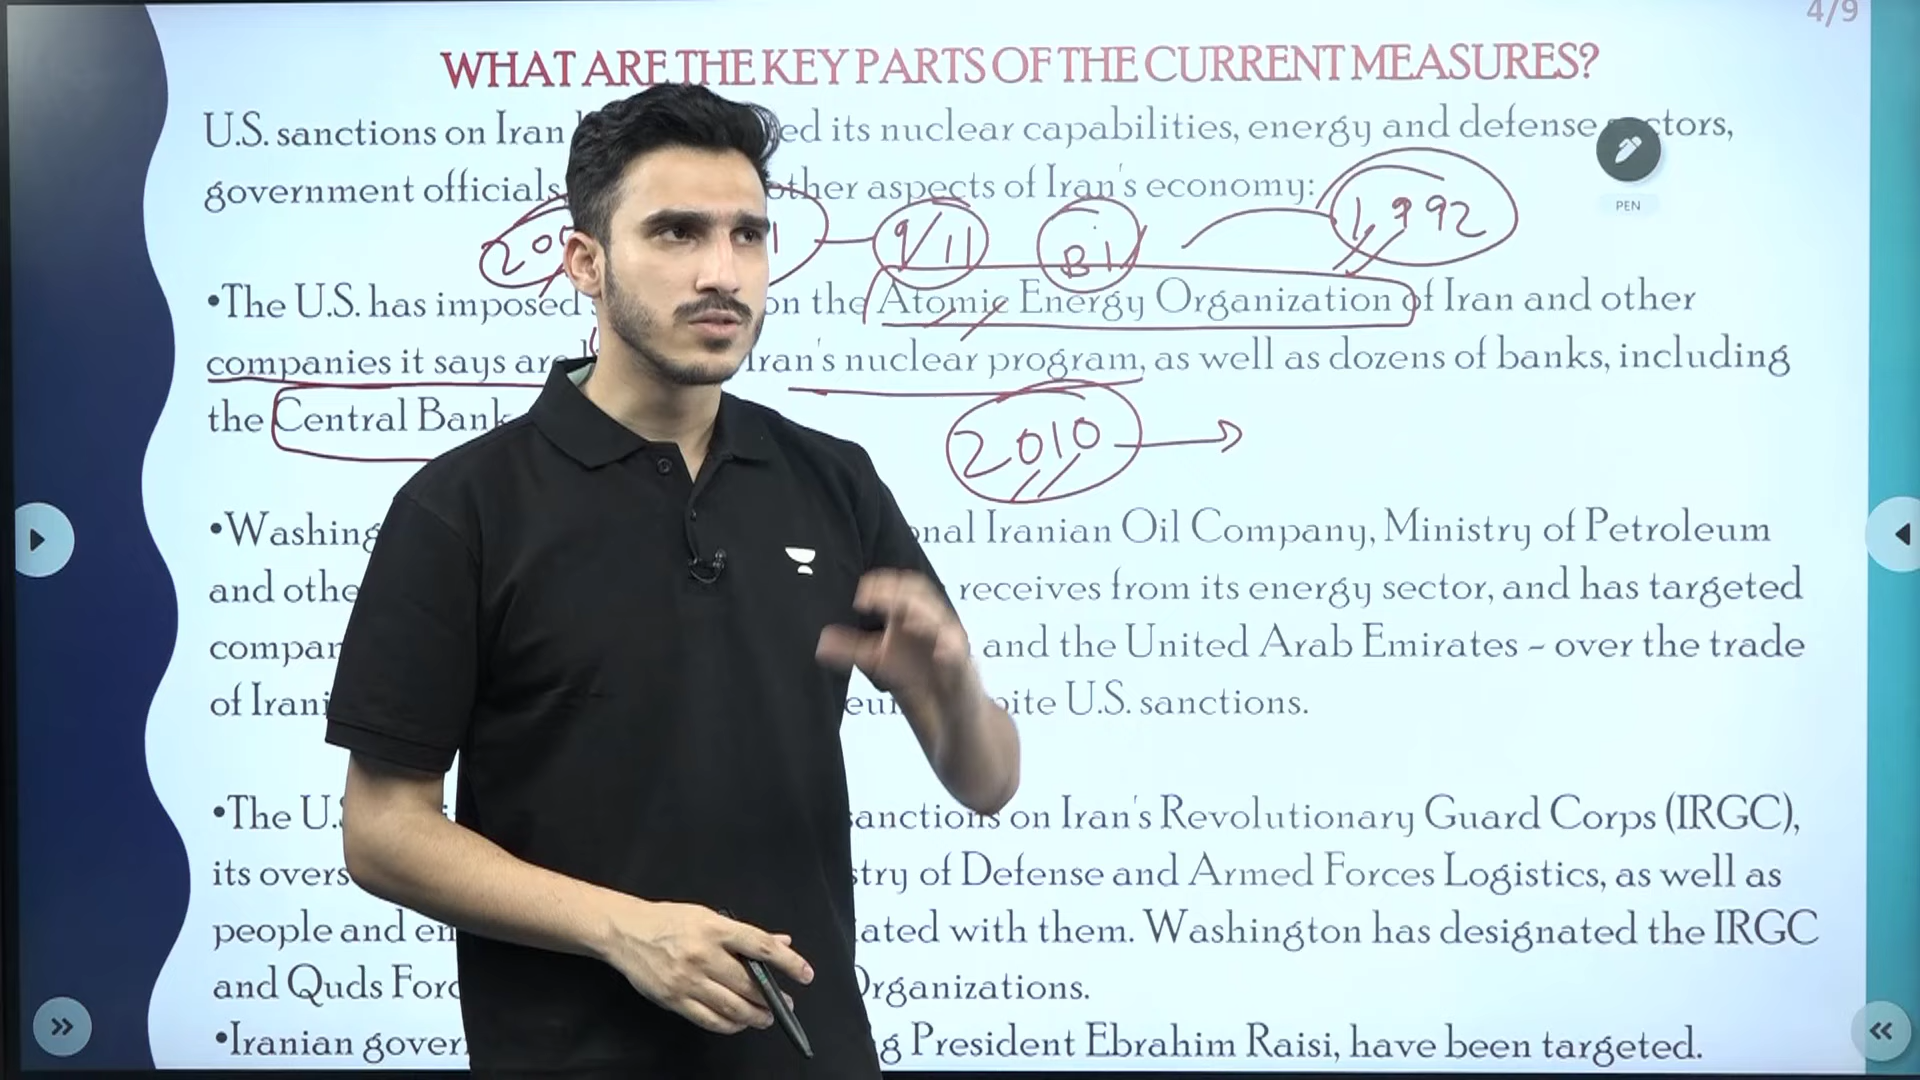 4/9
WHAT ARE THE KEY PARTS OF THE CURRENT MEASURES?
U.S. sanctions on Iran ed its nuclear capabilities, energy and defense
government officials other aspects of Iran's economy:
PEN
9/11 1,992
•The U.S. has imposed on the Atomic Energy Organization of Iran and other
companies it says are Iran's nuclear program, as well as dozens of banks, including
the Central Bank
2010
•Washing onal Iranian Oil Company, Ministry of Petroleum
and othe receives from its energy sector, and has targeted
compan and the United Arab Emirates – over the trade
of Irani eum pite U.S. sanctions.
•The U.S. sanctions on Iran's Revolutionary Guard Corps (IRGC),
its overs stry of Defense and Armed Forces Logistics, as well as
people and en iated with them. Washington has designated the IRGC
and Quds Forc Organizations.
•Iranian gover g President Ebrahim Raisi, have been targeted.